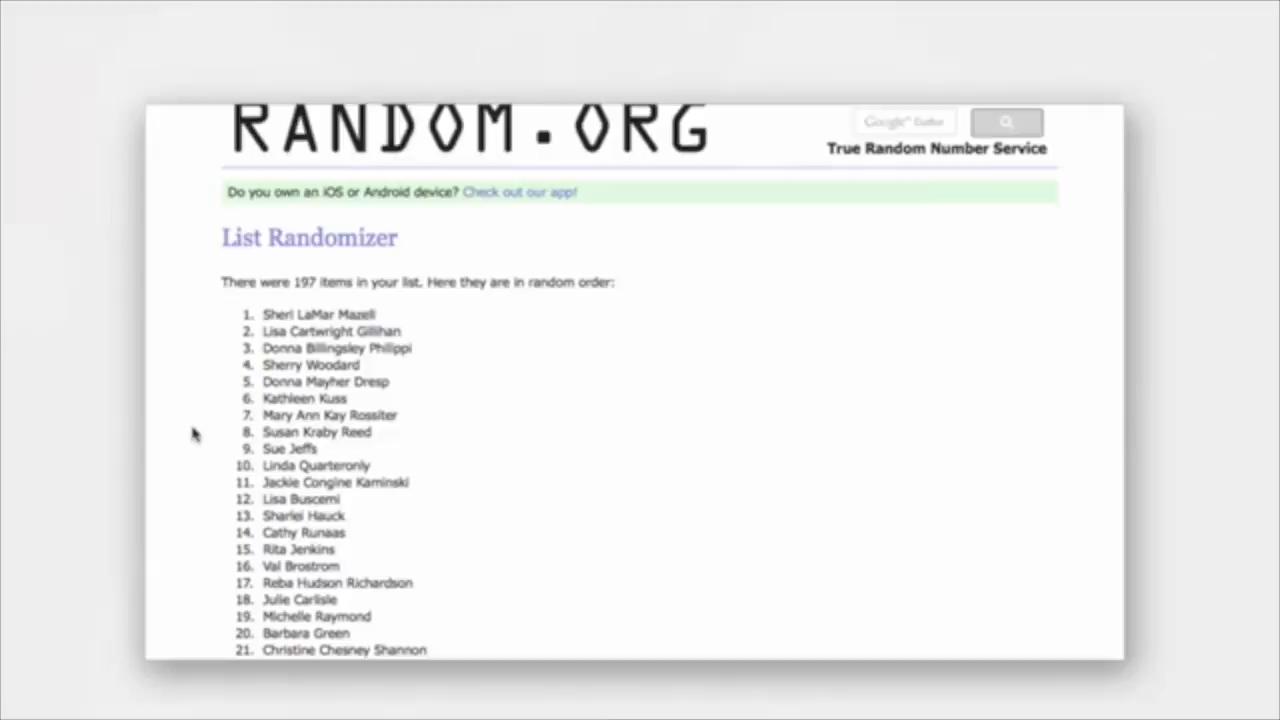 RANDOM.ORG
Google™ Custom
True Random Number Service
Do you own an iOS or Android device? Check out our app!
List Randomizer
There were 197 items in your list. Here they are in random order:
1. Sheri LaMar Mazell
2. Lisa Cartwright Gillihan
3. Donna Billingsley Philippi
4. Sherry Woodard
5. Donna Mayher Dresp
6. Kathleen Kuss
7. Mary Ann Kay Rossiter
8. Susan Kraby Reed
9. Sue Jeffs
10. Linda Quarteronly
11. Jackie Congine Kaminski
12. Lisa Buscemi
13. Sharlei Hauck
14. Cathy Runaas
15. Rita Jenkins
16. Val Brostrom
17. Reba Hudson Richardson
18. Julie Carlisle
19. Michelle Raymond
20. Barbara Green
21. Christine Chesney Shannon